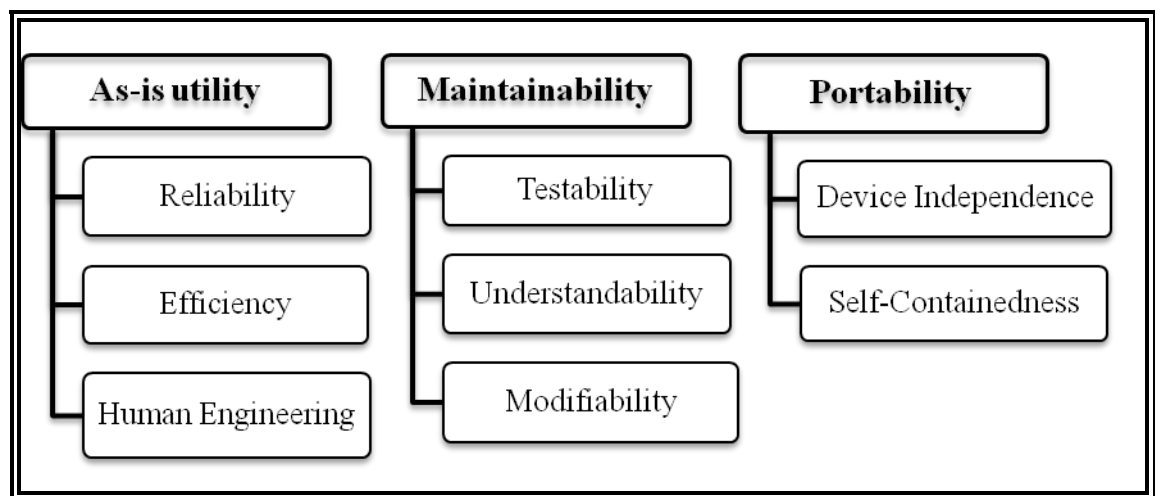 As-is utility
Reliability
Efficiency
Human Engineering
Maintainability
Testability
Understandability
Modifiability
Portability
Device Independence
Self-Containedness